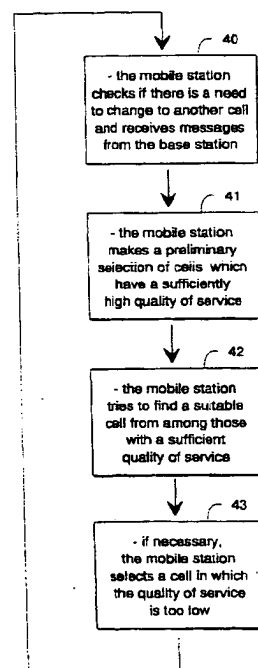 40
- the mobile station
checks if there is a need
to change to another cell
and receives messages
from the base station
41
- the mobile station
makes a preliminary
selection of cells which
have a sufficiently
high quality of service
42
- the mobile station
tries to find a suitable
cell from among those
with a sufficient
quality of service
43
- if necessary,
the mobile station
selects a cell in which
the quality of service
is too low